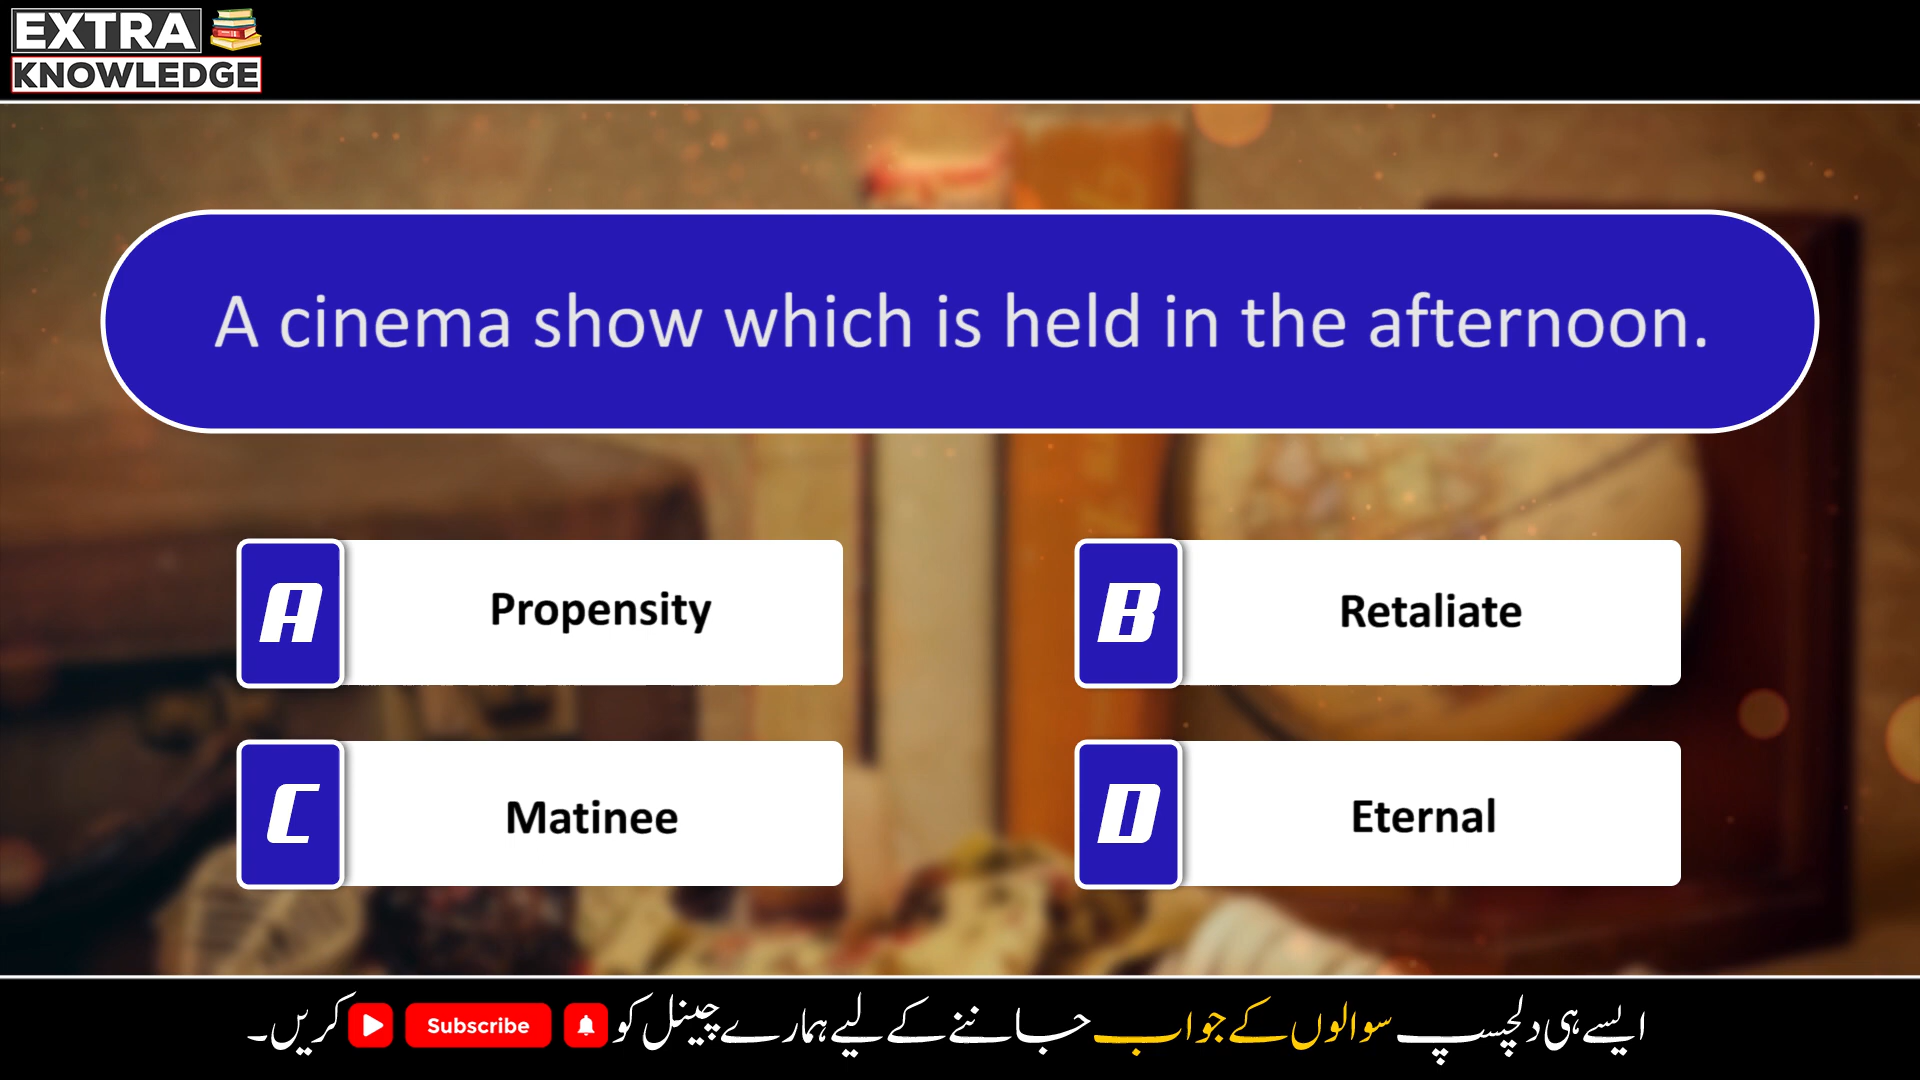 EXTRA
KNOWLEDGE
A cinema show which is held in the afternoon.
A Propensity
B Retaliate
C Matinee
D Eternal
ایسے ہی دلچسپ سوالوں کے جواب جاننے کے لیے ہمارے چینل کو Subscribe کریں۔